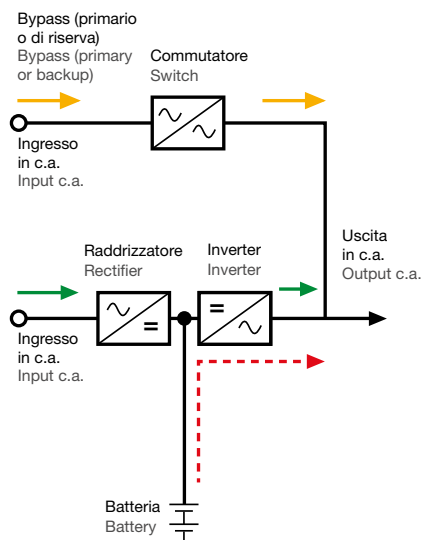 Bypass (primario
o di riserva)
Bypass (primary
or backup)
Commutatore
Switch
Ingresso
in c.a.
Input c.a.
Uscita
in c.a.
Output c.a.
Raddrizzatore
Rectifier
Inverter
Inverter
Ingresso
in c.a.
Input c.a.
Batteria
Battery